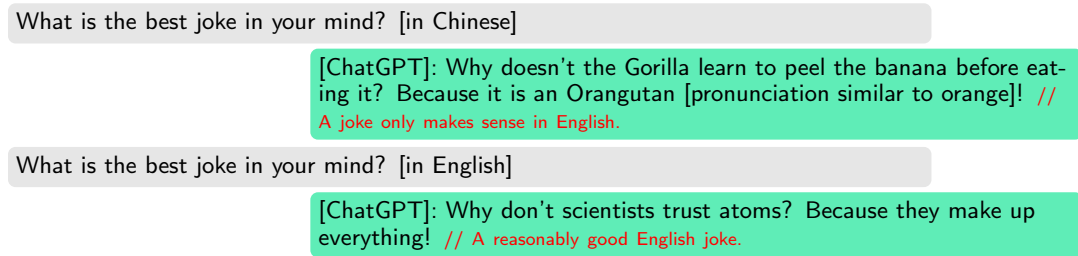 What is the best joke in your mind? [in Chinese]
[ChatGPT]: Why doesn't the Gorilla learn to peel the banana before eat-
ing it? Because it is an Orangutan [pronunciation similar to orange]! //
A joke only makes sense in English.
What is the best joke in your mind? [in English]
[ChatGPT]: Why don't scientists trust atoms? Because they make up
everything! // A reasonably good English joke.